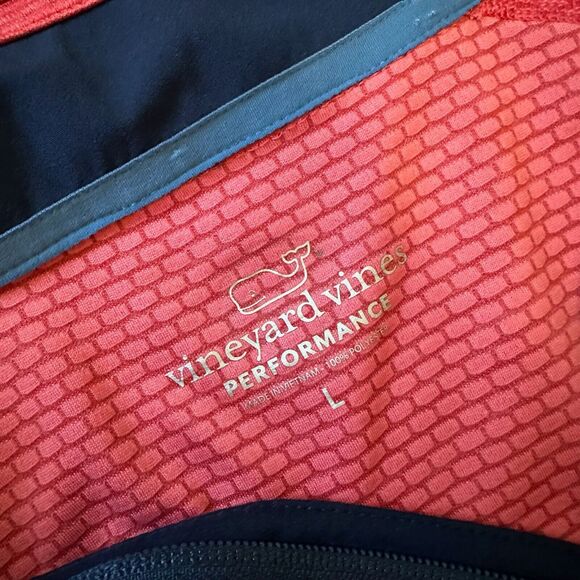 vineyard vines
PERFORMANCE
MADE IN VIETNAM · 100% POLYESTER
L